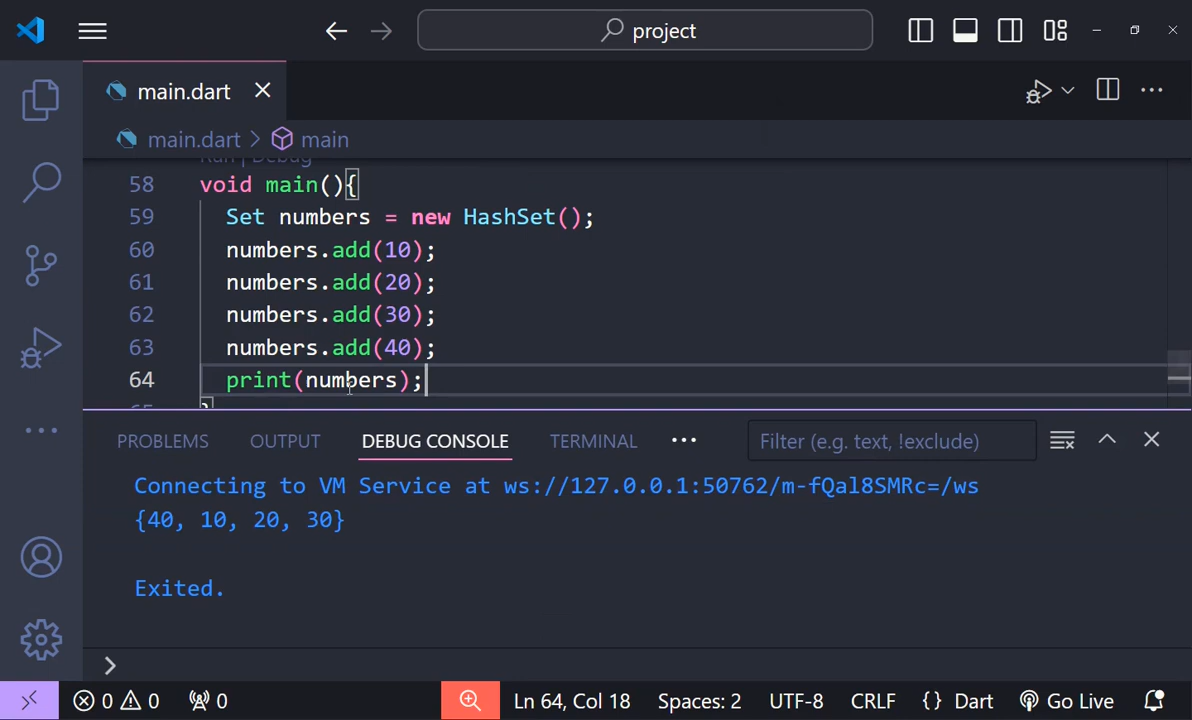 project
main.dart
main.dart > main
Run | Debug
58 void main(){
59 Set numbers = new HashSet();
60 numbers.add(10);
61 numbers.add(20);
62 numbers.add(30);
63 numbers.add(40);
64 print(numbers);
65 }
PROBLEMS OUTPUT DEBUG CONSOLE TERMINAL ••• Filter (e.g. text, !exclude)
Connecting to VM Service at ws://127.0.0.1:50762/m-fQal8SMRc=/ws
{40, 10, 20, 30}
Exited.
0 0 0 Ln 64, Col 18 Spaces: 2 UTF-8 CRLF {} Dart Go Live